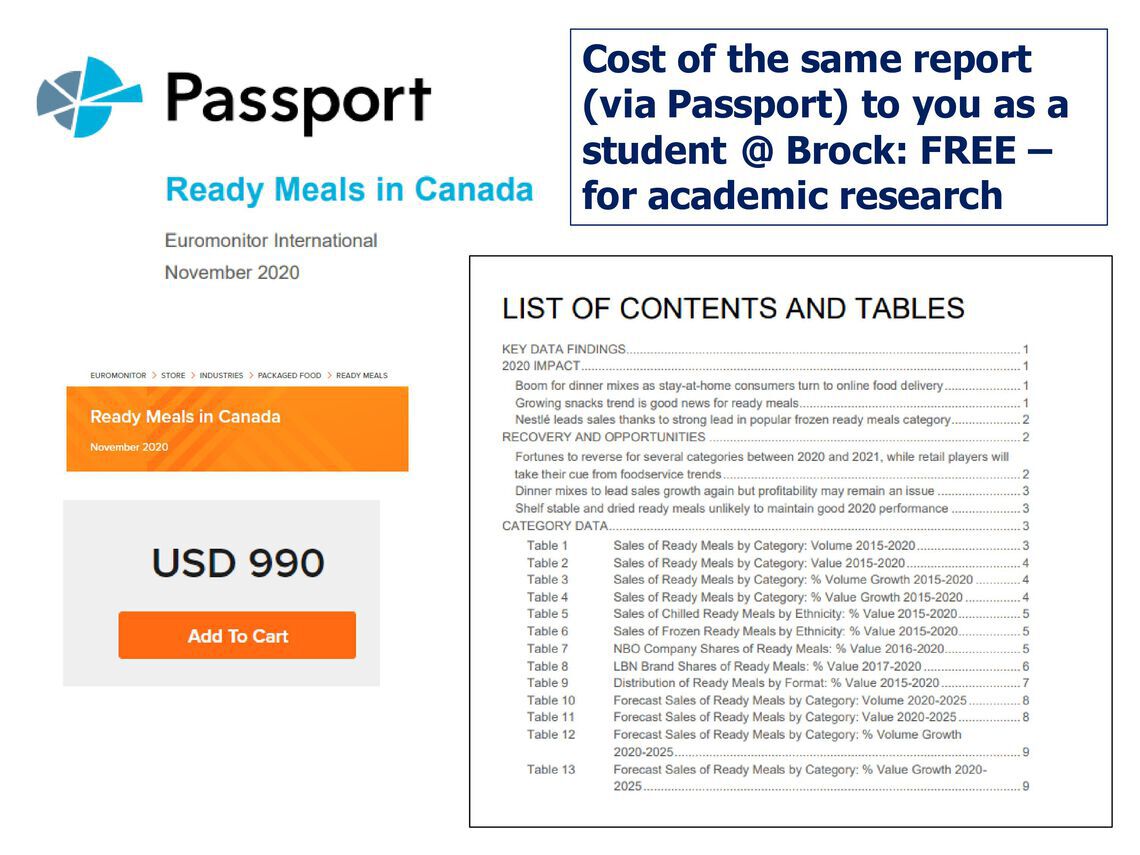 Passport
Ready Meals in Canada
Euromonitor International
November 2020
Cost of the same report
(via Passport) to you as a
student @ Brock: FREE –
for academic research
EUROMONITOR > STORE > INDUSTRIES > PACKAGED FOOD > READY MEALS
Ready Meals in Canada
November 2020
USD 990
Add To Cart
LIST OF CONTENTS AND TABLES
KEY DATA FINDINGS.......... 1
2020 IMPACT.......... 1
Boom for dinner mixes as stay-at-home consumers turn to online food delivery.......... 1
Growing snacks trend is good news for ready meals.......... 1
Nestlé leads sales thanks to strong lead in popular frozen ready meals category.......... 2
RECOVERY AND OPPORTUNITIES .......... 2
Fortunes to reverse for several categories between 2020 and 2021, while retail players will
take their cue from foodservice trends.......... 2
Dinner mixes to lead sales growth again but profitability may remain an issue .......... 3
Shelf stable and dried ready meals unlikely to maintain good 2020 performance .......... 3
CATEGORY DATA.......... 3
Table 1 Sales of Ready Meals by Category: Volume 2015-2020.......... 3
Table 2 Sales of Ready Meals by Category: Value 2015-2020.......... 4
Table 3 Sales of Ready Meals by Category: % Volume Growth 2015-2020 .......... 4
Table 4 Sales of Ready Meals by Category: % Value Growth 2015-2020 .......... 4
Table 5 Sales of Chilled Ready Meals by Ethnicity: % Value 2015-2020.......... 5
Table 6 Sales of Frozen Ready Meals by Ethnicity: % Value 2015-2020.......... 5
Table 7 NBO Company Shares of Ready Meals: % Value 2016-2020.......... 5
Table 8 LBN Brand Shares of Ready Meals: % Value 2017-2020 .......... 6
Table 9 Distribution of Ready Meals by Format: % Value 2015-2020.......... 7
Table 10 Forecast Sales of Ready Meals by Category: Volume 2020-2025.......... 8
Table 11 Forecast Sales of Ready Meals by Category: Value 2020-2025.......... 8
Table 12 Forecast Sales of Ready Meals by Category: % Volume Growth
2020-2025.......... 9
Table 13 Forecast Sales of Ready Meals by Category: % Value Growth 2020-
2025.......... 9